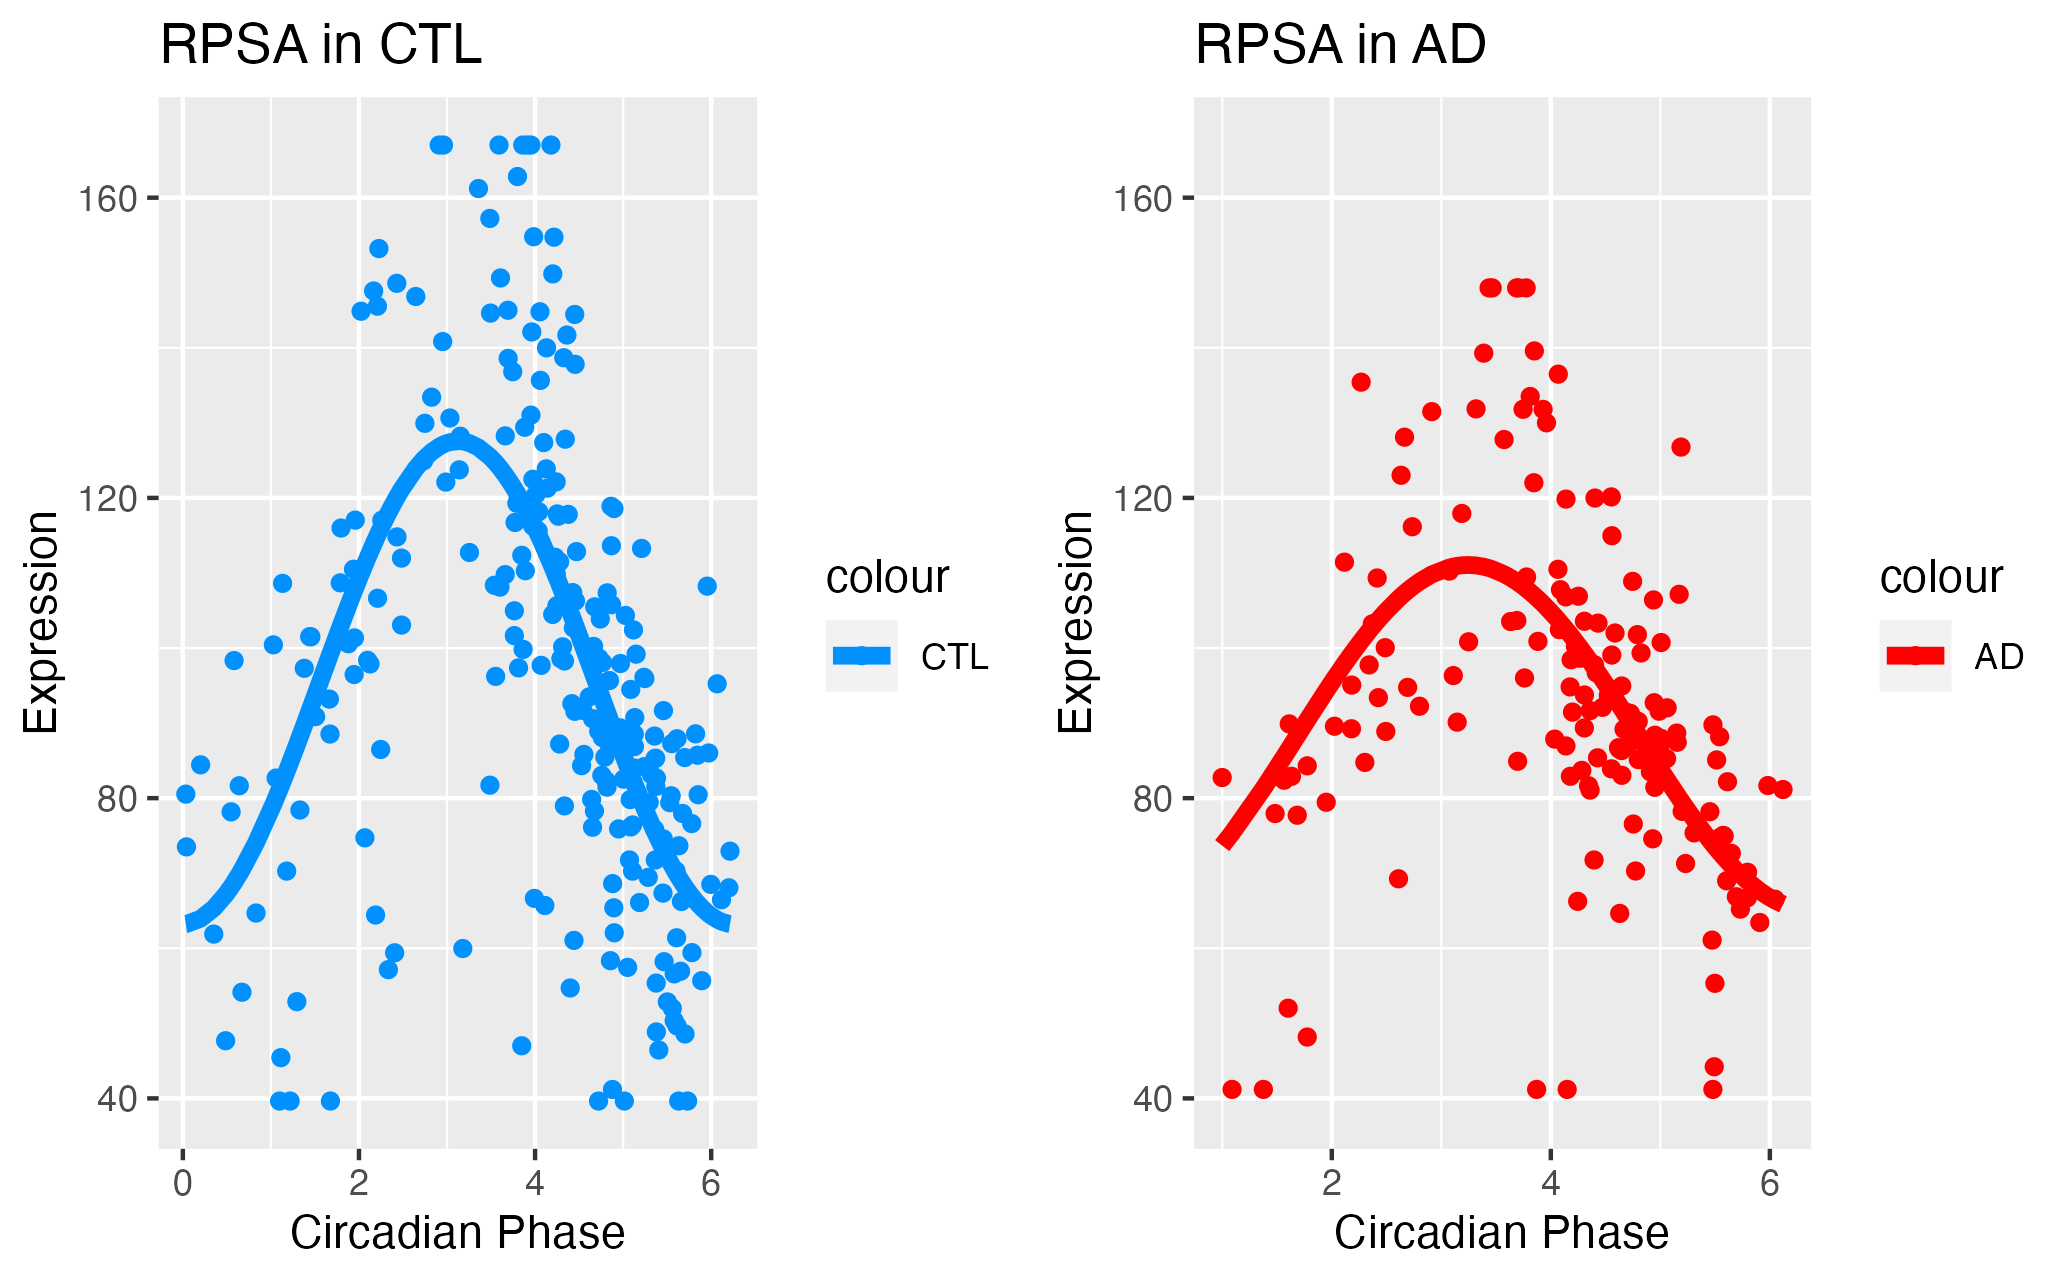 RPSA in CTL
Expression
160
120
80
40
0 2 4 6
Circadian Phase
colour
CTL
RPSA in AD
Expression
160
120
80
40
2 4 6
Circadian Phase
colour
AD